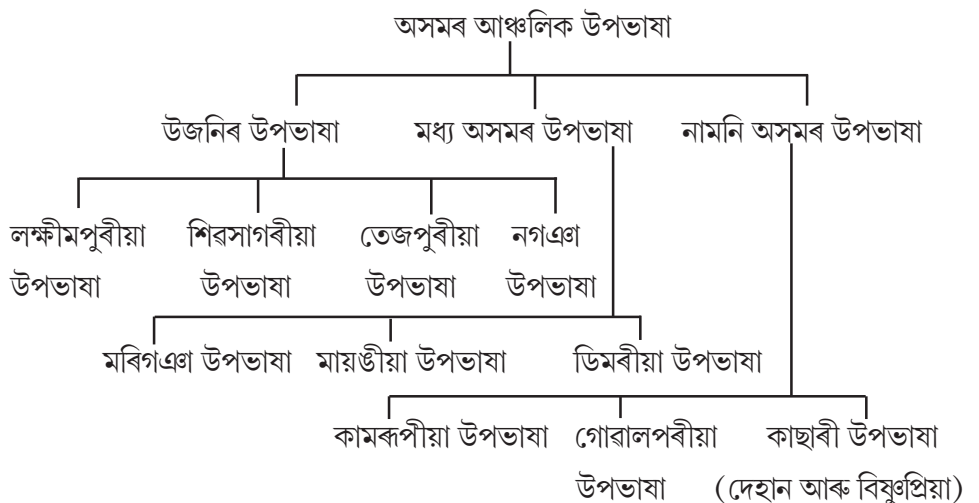 অসমৰ আঞ্চলিক উপভাষা
উজনিৰ উপভাষা মধ্য অসমৰ উপভাষা নামনি অসমৰ উপভাষা
লক্ষীমপুৰীয়া শিৱসাগৰীয়া তেজপুৰীয়া নগঞা
উপভাষা উপভাষা উপভাষা উপভাষা
মৰিগঞা উপভাষা মায়ঙীয়া উপভাষা ডিমৰীয়া উপভাষা
কামৰূপীয়া উপভাষা গোৱালপৰীয়া কাছাৰী উপভাষা
উপভাষা (দেহান আৰু বিষ্ণুপ্ৰিয়া)